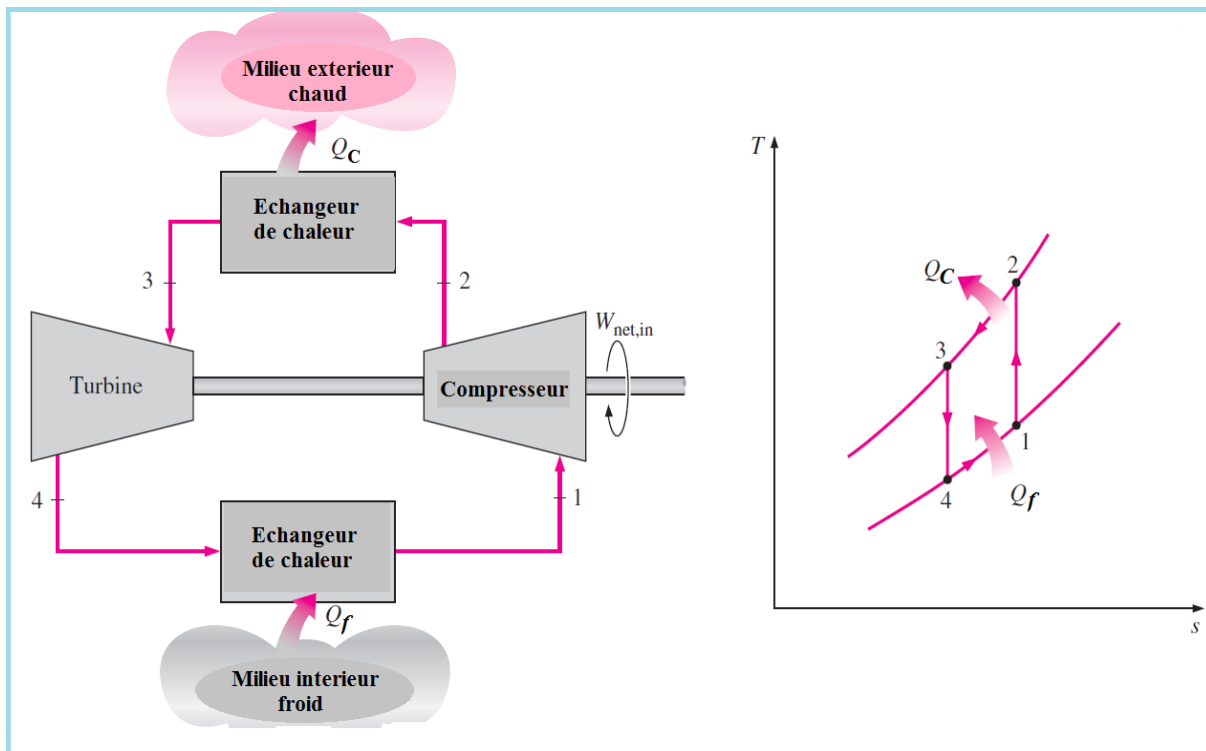 Milieu exterieur
chaud
Q_C
Echangeur
de chaleur
3
2
W_net,in
Turbine
Compresseur
4
1
Echangeur
de chaleur
Q_f
Milieu interieur
froid
T
2
Q_C
3
1
4
Q_f
s